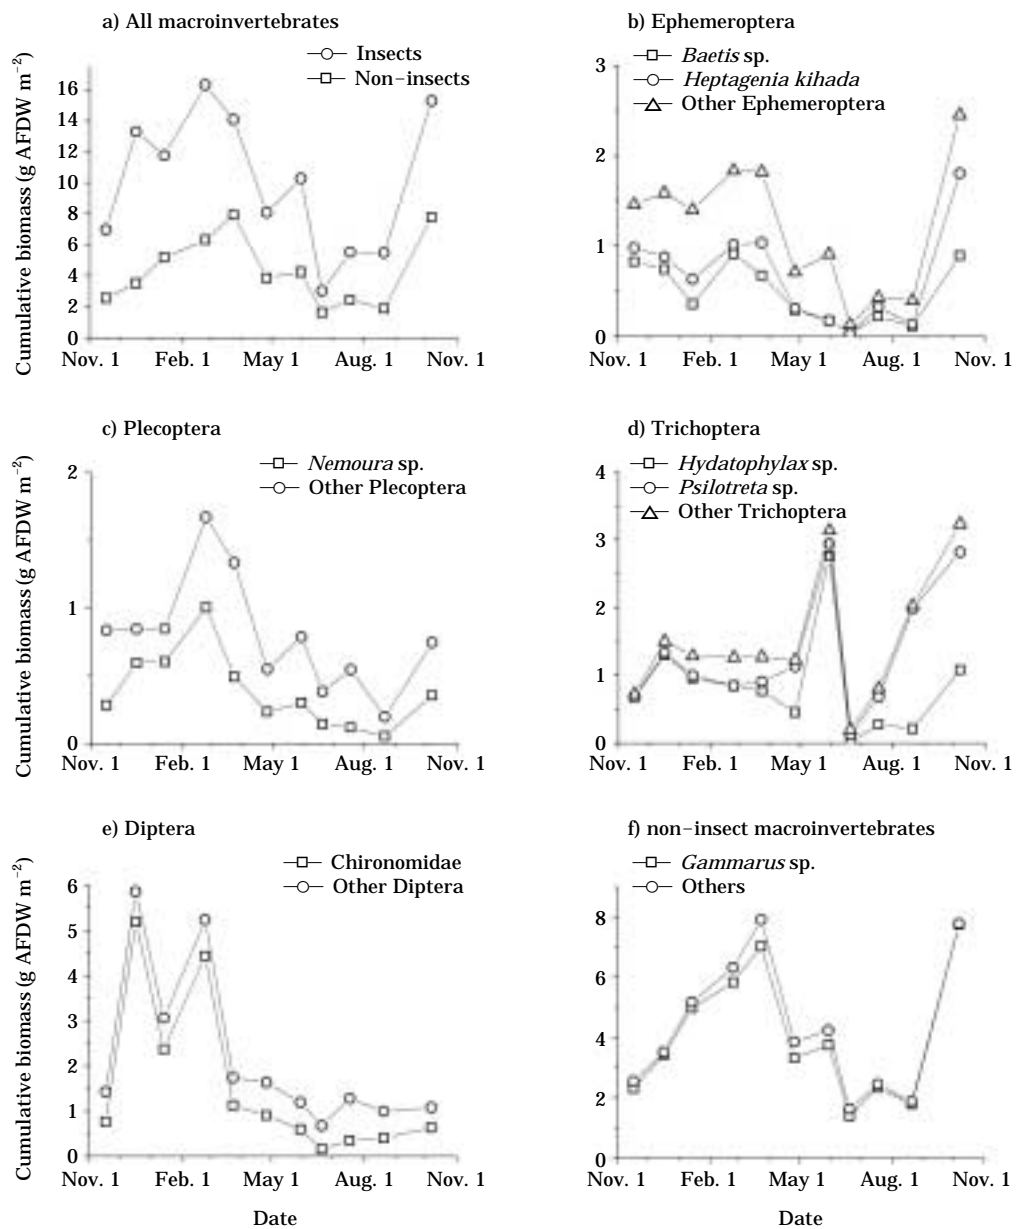 a) All macroinvertebrates
Insects
Non-insects
Cumulative biomass (g AFDW m⁻²)
16
14
12
10
8
6
4
2
0
Nov. 1 Feb. 1 May 1 Aug. 1 Nov. 1
b) Ephemeroptera
Baetis sp.
Heptagenia kihada
Other Ephemeroptera
3
2
1
0
Nov. 1 Feb. 1 May 1 Aug. 1 Nov. 1
c) Plecoptera
Nemoura sp.
Other Plecoptera
Cumulative biomass (g AFDW m⁻²)
2
1
0
Nov. 1 Feb. 1 May 1 Aug. 1 Nov. 1
d) Trichoptera
Hydatophylax sp.
Psilotreta sp.
Other Trichoptera
4
3
2
1
0
Nov. 1 Feb. 1 May 1 Aug. 1 Nov. 1
e) Diptera
Chironomidae
Other Diptera
Cumulative biomass (g AFDW m⁻²)
6
5
4
3
2
1
0
Nov. 1 Feb. 1 May 1 Aug. 1 Nov. 1
Date
f) non-insect macroinvertebrates
Gammarus sp.
Others
8
6
4
2
0
Nov. 1 Feb. 1 May 1 Aug. 1 Nov. 1
Date